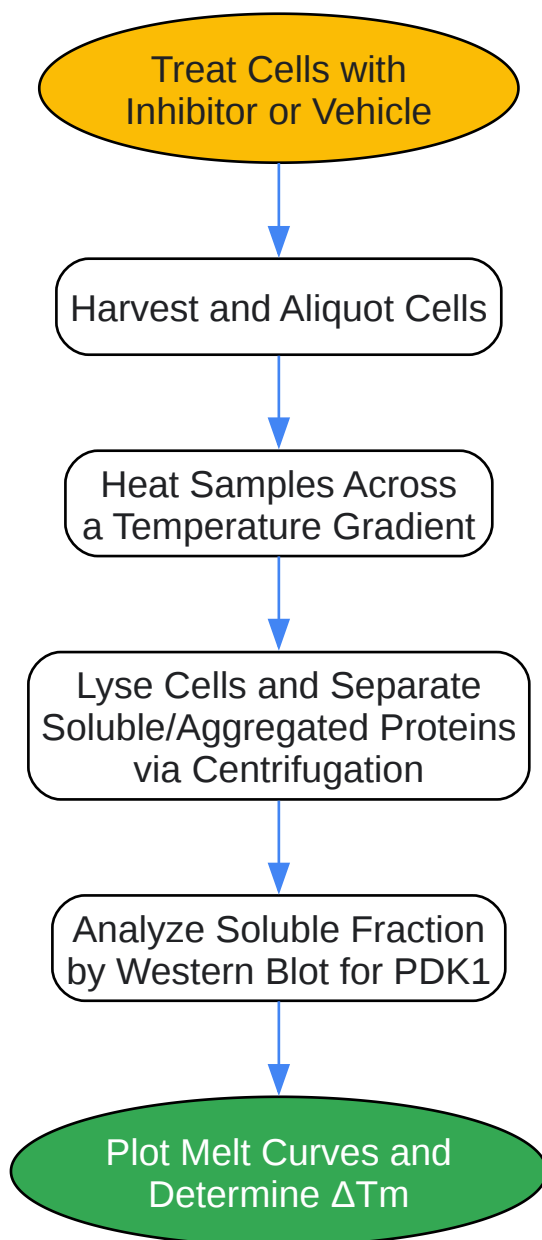 Treat Cells with
Inhibitor or Vehicle
Harvest and Aliquot Cells
Heat Samples Across
a Temperature Gradient
Lyse Cells and Separate
Soluble/Aggregated Proteins
via Centrifugation
Analyze Soluble Fraction
by Western Blot for PDK1
Plot Melt Curves and
Determine ΔTm